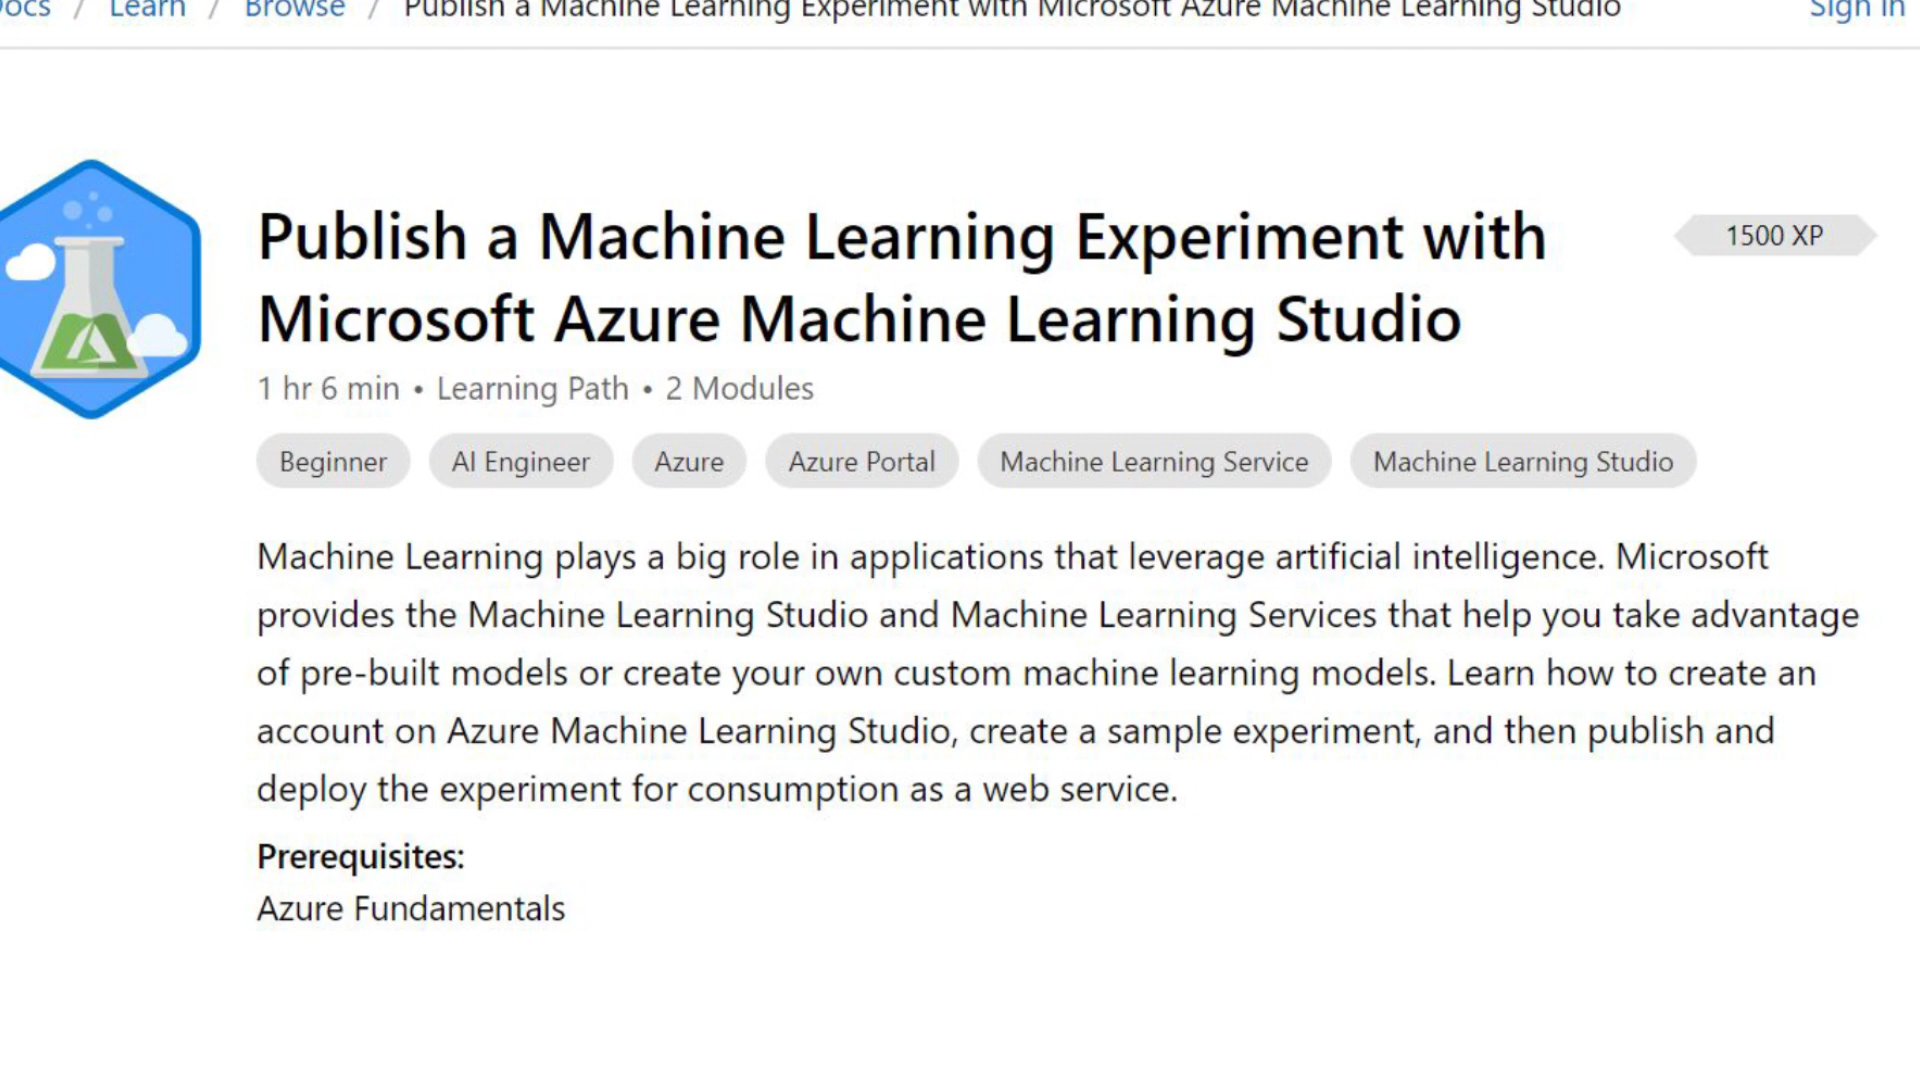 Docs / Learn / Browse / Publish a Machine Learning Experiment with Microsoft Azure Machine Learning Studio Sign in
Publish a Machine Learning Experiment with
1500 XP
Microsoft Azure Machine Learning Studio
1 hr 6 min • Learning Path • 2 Modules
Beginner AI Engineer Azure Azure Portal Machine Learning Service Machine Learning Studio
Machine Learning plays a big role in applications that leverage artificial intelligence. Microsoft
provides the Machine Learning Studio and Machine Learning Services that help you take advantage
of pre-built models or create your own custom machine learning models. Learn how to create an
account on Azure Machine Learning Studio, create a sample experiment, and then publish and
deploy the experiment for consumption as a web service.
Prerequisites:
Azure Fundamentals